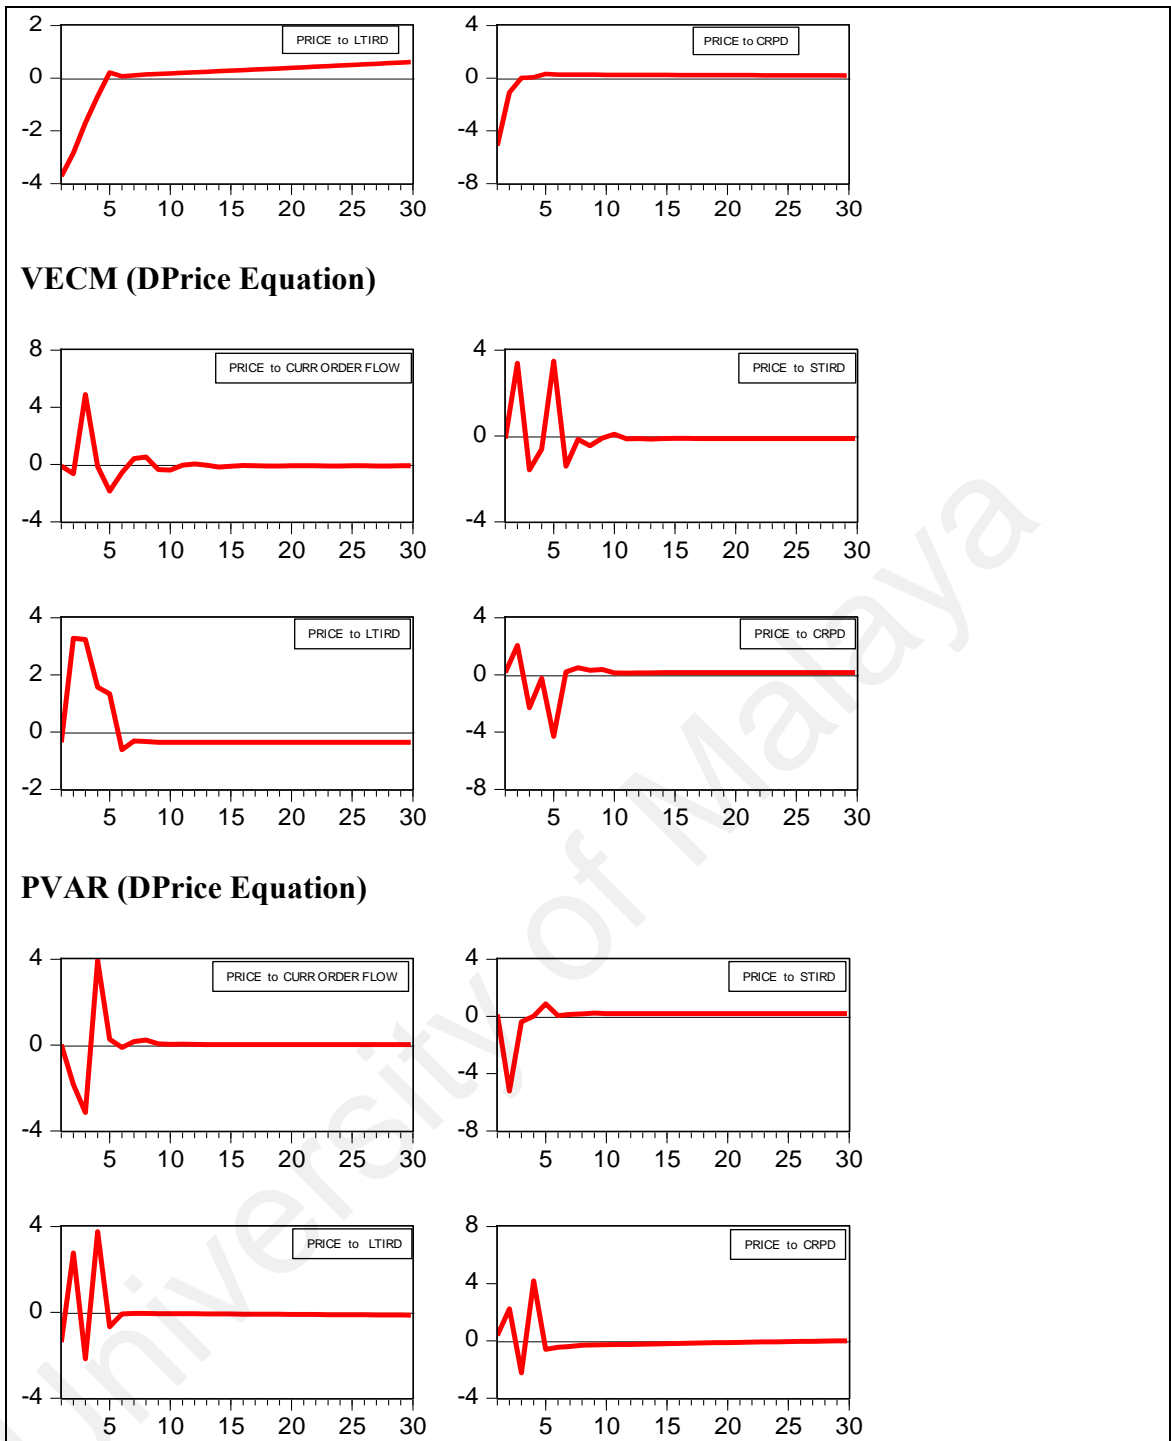 PRICE to LTIRD
2
0
-2
-4
5 10 15 20 25 30
PRICE to CRPD
4
0
-4
-8
5 10 15 20 25 30
VECM (DPrice Equation)
PRICE to CURR ORDER FLOW
8
4
0
-4
5 10 15 20 25 30
PRICE to STIRD
4
0
-4
5 10 15 20 25 30
PRICE to LTIRD
4
2
0
-2
5 10 15 20 25 30
PRICE to CRPD
4
0
-4
-8
5 10 15 20 25 30
PVAR (DPrice Equation)
PRICE to CURR ORDER FLOW
4
0
-4
5 10 15 20 25 30
PRICE to STIRD
4
0
-4
-8
5 10 15 20 25 30
PRICE to LTIRD
4
0
-4
5 10 15 20 25 30
PRICE to CRPD
8
4
0
-4
5 10 15 20 25 30
University of Malaya